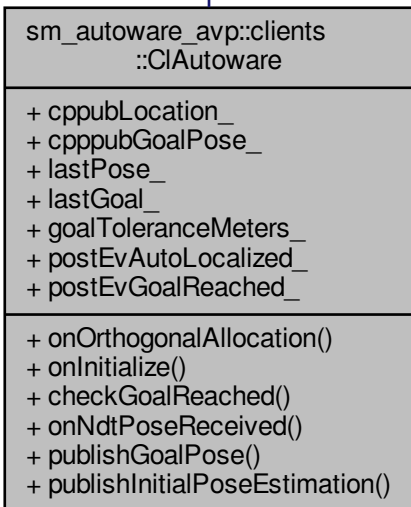 sm_autoware_avp::clients
::ClAutoware
+ cppubLocation_
+ cpppubGoalPose_
+ lastPose_
+ lastGoal_
+ goalToleranceMeters_
+ postEvAutoLocalized_
+ postEvGoalReached_
+ onOrthogonalAllocation()
+ onInitialize()
+ checkGoalReached()
+ onNdtPoseReceived()
+ publishGoalPose()
+ publishInitialPoseEstimation()